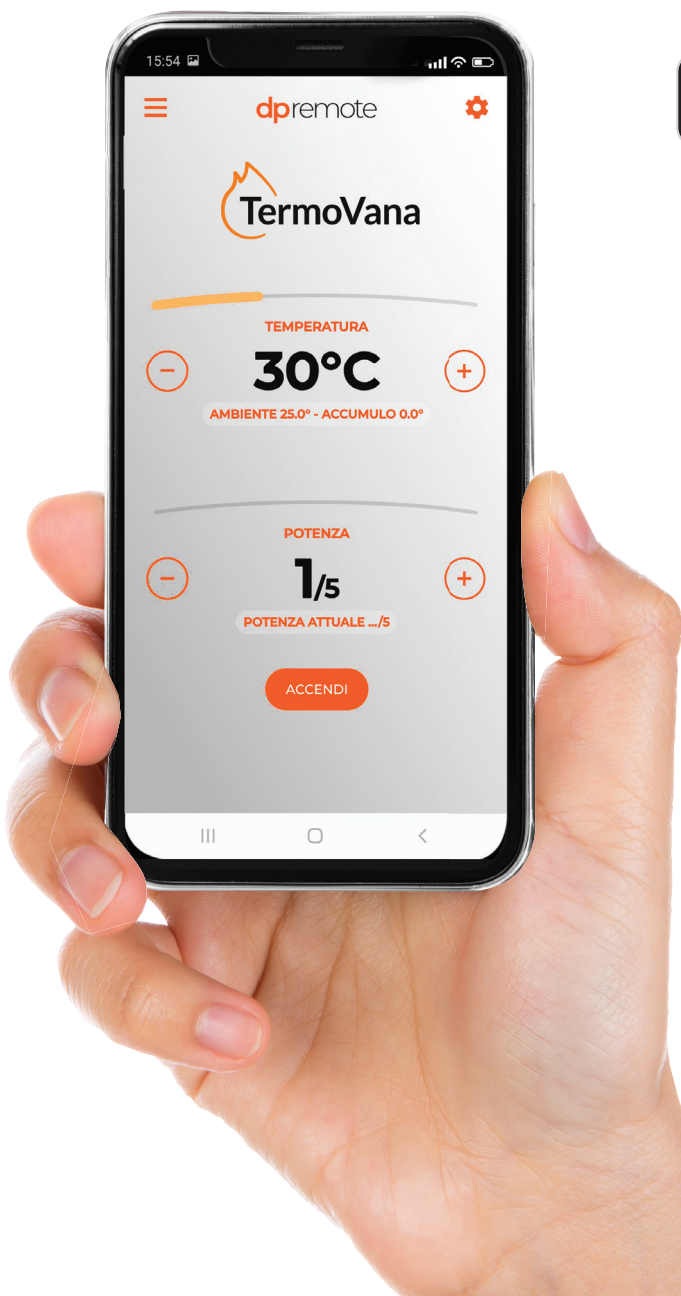 15:54
dpremote
TermoVana
TEMPERATURA
30°C
AMBIENTE 25.0° - ACCUMULO 0.0°
POTENZA
1/5
POTENZA ATTUALE .../5
ACCENDI